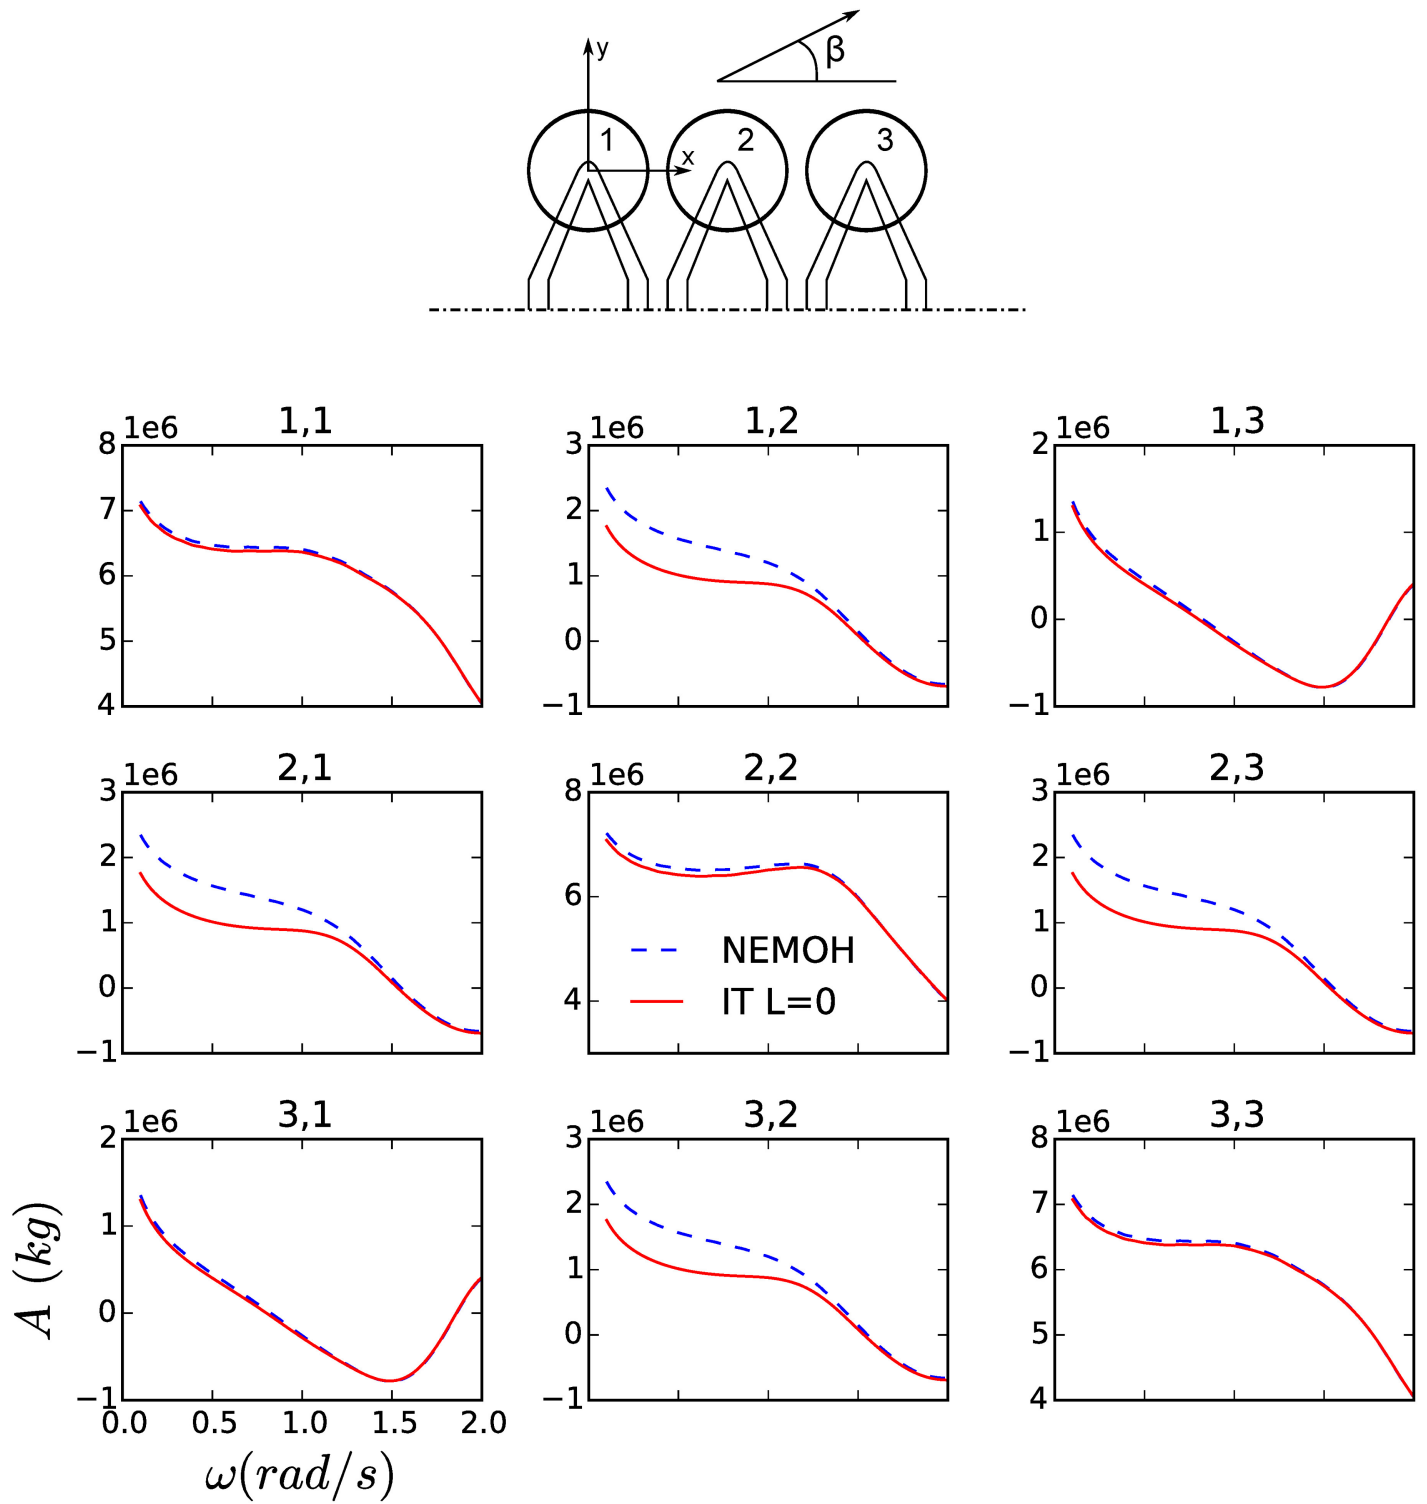 y
β
1 2 3
x
1,1 1,2 1,3
1e6 1e6 1e6
8 3 2
7 2 1
6 1 0
5 0 −1
4 −1
2,1 2,2 2,3
1e6 1e6 1e6
3 8 3
2 6 2
1 4 1
0 0
−1 −1
NEMOH
IT L=0
3,1 3,2 3,3
1e6 1e6 1e6
2 3 8
1 2 7
0 1 6
−1 0 5
−1 4
A (kg)
0.0 0.5 1.0 1.5 2.0
ω(rad/s)